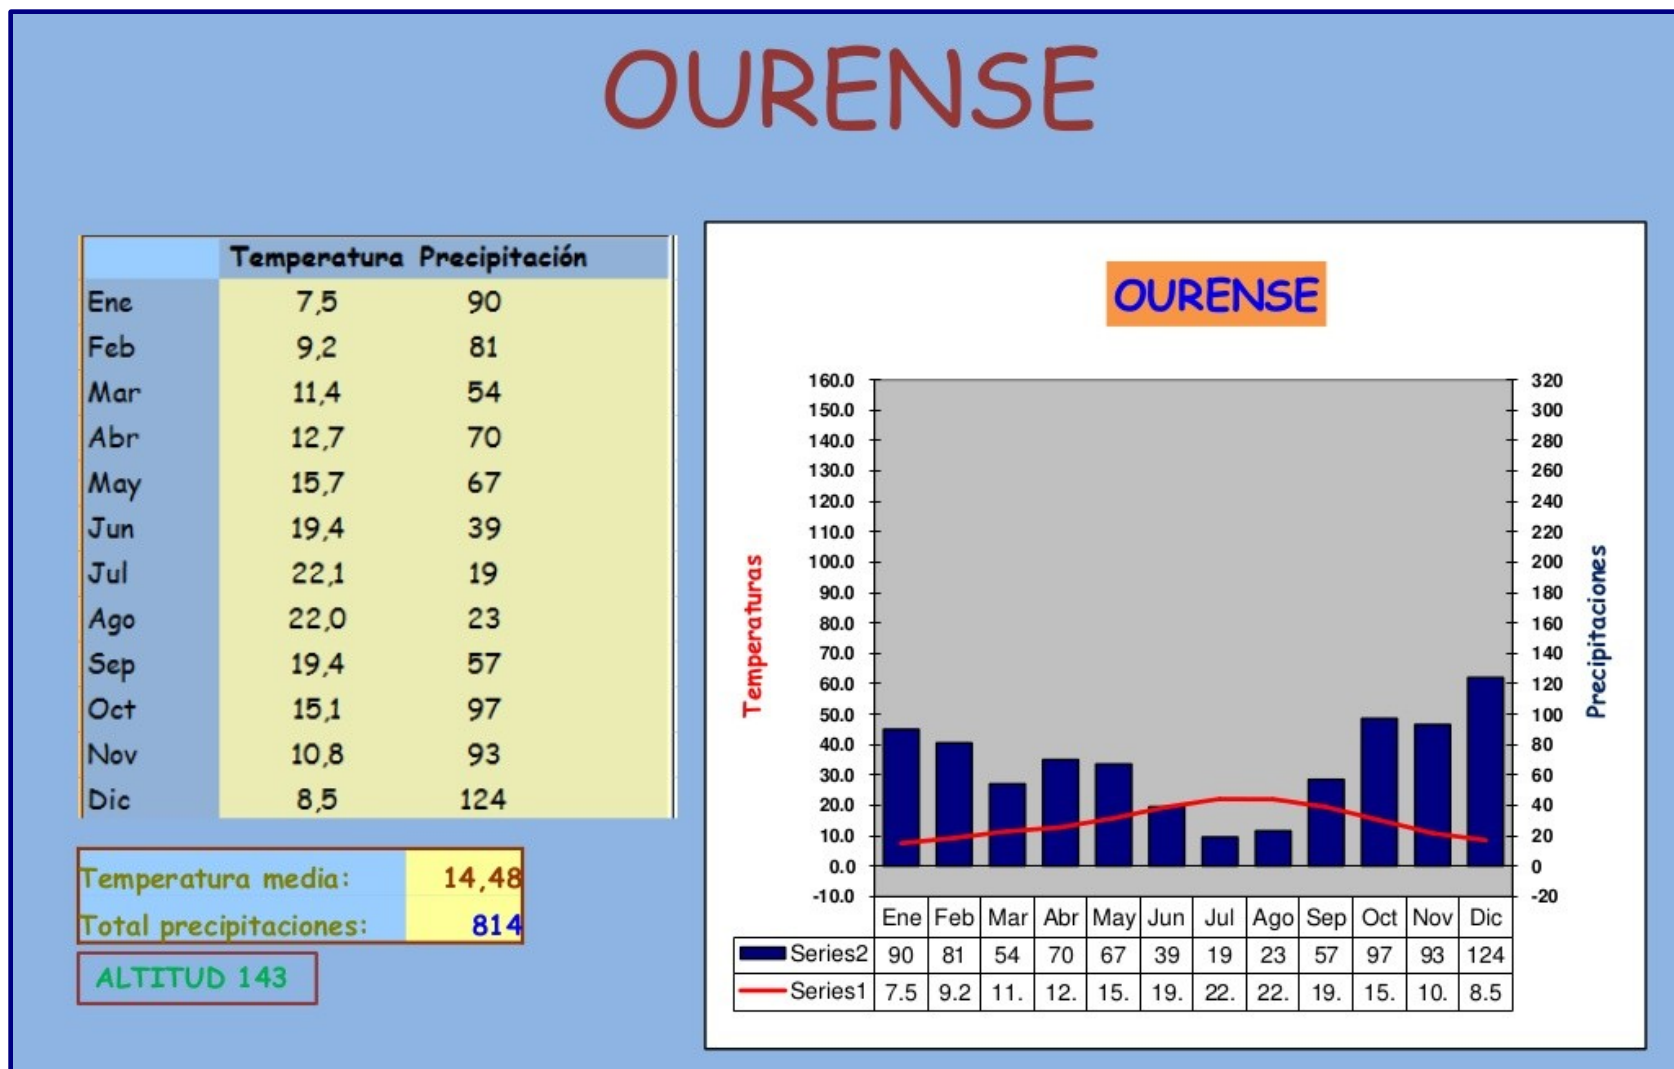 OURENSE
Temperatura Precipitación
Ene 7,5 90
Feb 9,2 81
Mar 11,4 54
Abr 12,7 70
May 15,7 67
Jun 19,4 39
Jul 22,1 19
Ago 22,0 23
Sep 19,4 57
Oct 15,1 97
Nov 10,8 93
Dic 8,5 124
Temperatura media: 14,48
Total precipitaciones: 814
ALTITUD 143
OURENSE
Temperaturas
Precipitaciones
160.0 320
150.0 300
140.0 280
130.0 260
120.0 240
110.0 220
100.0 200
90.0 180
80.0 160
70.0 140
60.0 120
50.0 100
40.0 80
30.0 60
20.0 40
10.0 20
0.0 0
-10.0 -20
Ene Feb Mar Abr May Jun Jul Ago Sep Oct Nov Dic
Series2 90 81 54 70 67 39 19 23 57 97 93 124
Series1 7.5 9.2 11. 12. 15. 19. 22. 22. 19. 15. 10. 8.5